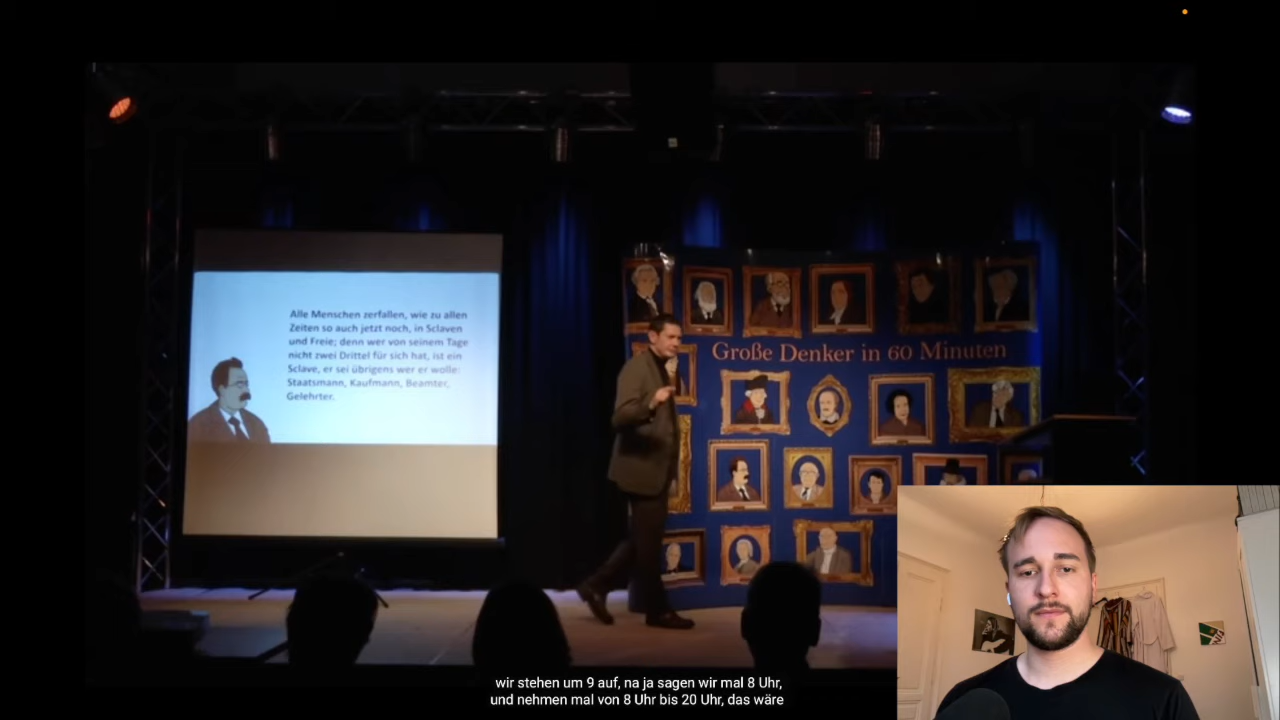 Alle Menschen zerfallen, wie zu allen
Zeiten so auch jetzt noch, in Sclaven
und Freie; denn wer von seinem Tage
nicht zwei Drittel für sich hat, ist ein
Sclave, er sei übrigens wer er wolle:
Staatsmann, Kaufmann, Beamter,
Gelehrter.
Große Denker in 60 Minuten
wir stehen um 9 auf, na ja sagen wir mal 8 Uhr,
und nehmen mal von 8 Uhr bis 20 Uhr, das wäre